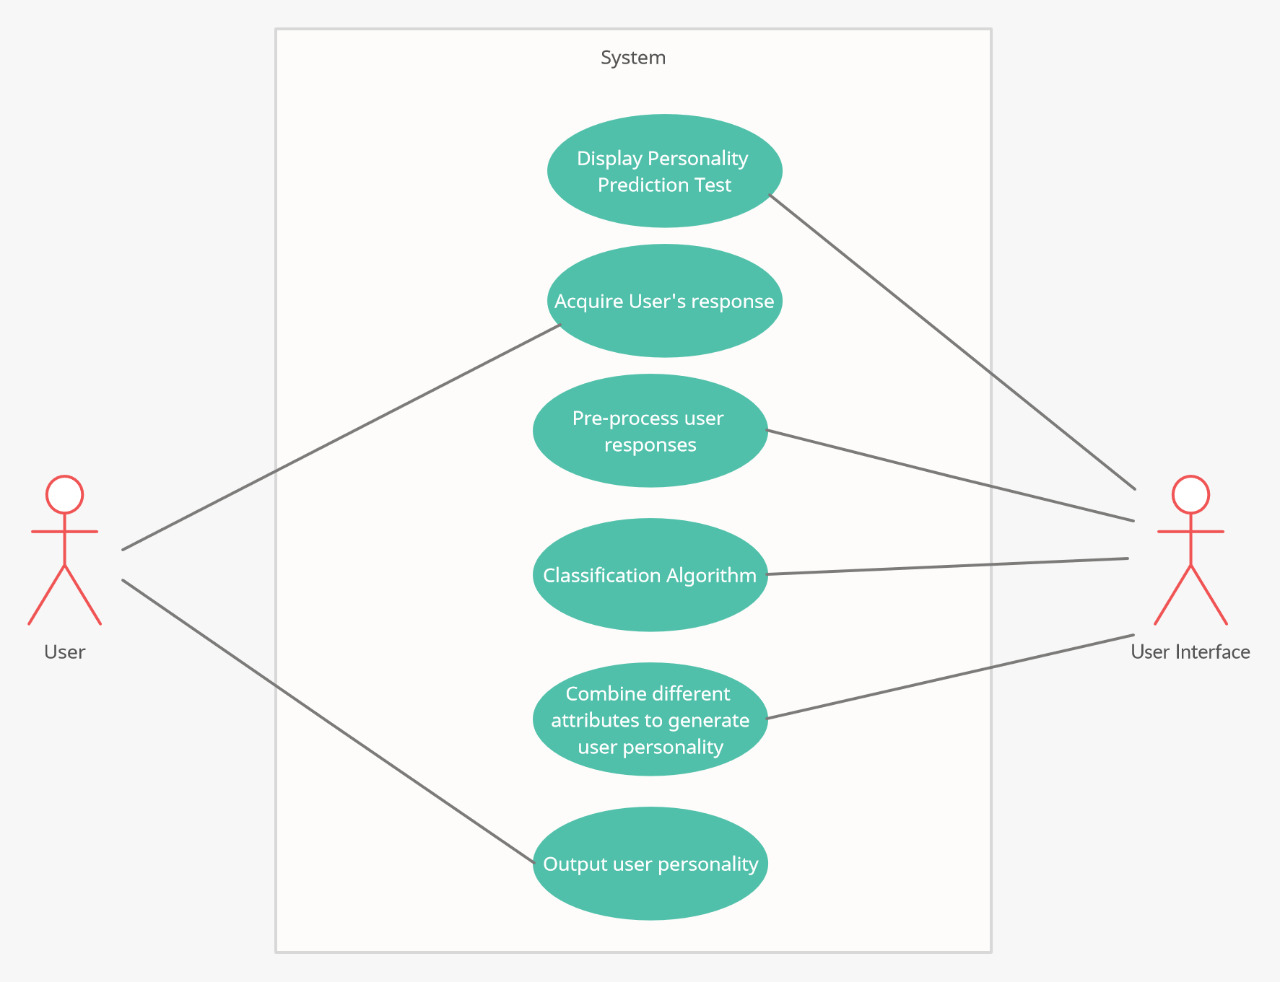 System
Display Personality
Prediction Test
Acquire User's response
Pre-process user
responses
Classification Algorithm
Combine different
attributes to generate
user personality
Output user personality
User
User Interface